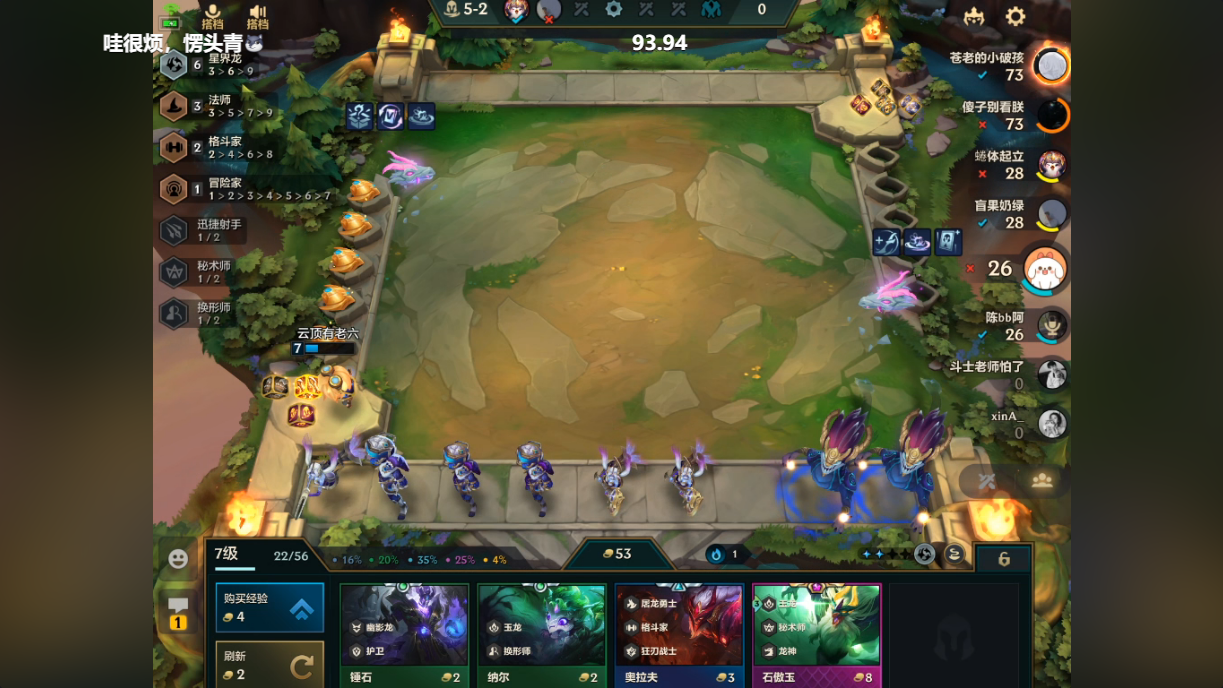 搭档
搭档
5-2
0
哇很烦，愣头青
93.94
6 星界龙
3 > 6 > 9
3 法师
3 > 5 > 7 > 9
2 格斗家
2 > 4 > 6 > 8
1 冒险家
1 > 2 > 3 > 4 > 5 > 6 > 7
迅捷射手
1 / 2
秘术师
1 / 2
换形师
1 / 2
云顶有老六
7
苍老的小破孩
73
傻子别看朕
73
蜷体起立
28
盲果奶绿
28
26
陈bb阿
26
斗士老师怕了
0
xinA_
0
7级
22/56
16%
20%
35%
25%
4%
53
1
6
1
购买经验
4
刷新
2
幽影龙
护卫
锤石
2
玉龙
换形师
纳尔
2
屠龙勇士
格斗家
狂刃战士
奥拉夫
3
3
玉龙
秘术师
龙神
石傲玉
8